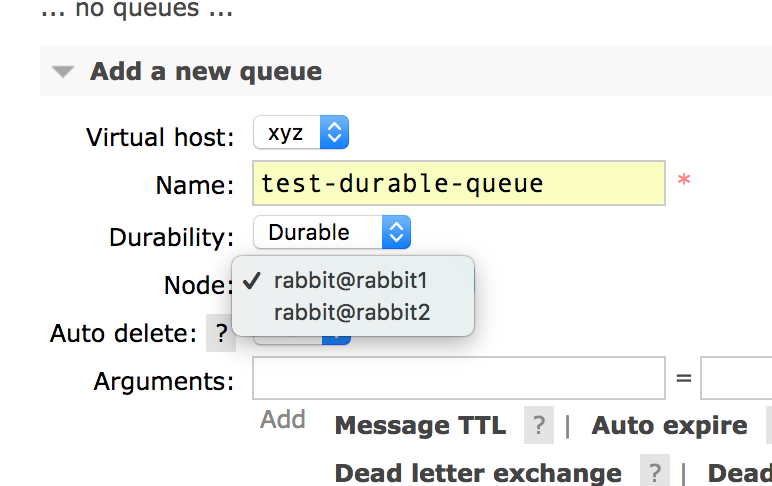 ... no queues ...
Add a new queue
Virtual host: xyz
Name: test-durable-queue *
Durability: Durable
Node: ✓ rabbit@rabbit1
rabbit@rabbit2
Auto delete: ?
Arguments: =
Add Message TTL ? | Auto expire
Dead letter exchange ? | Dead